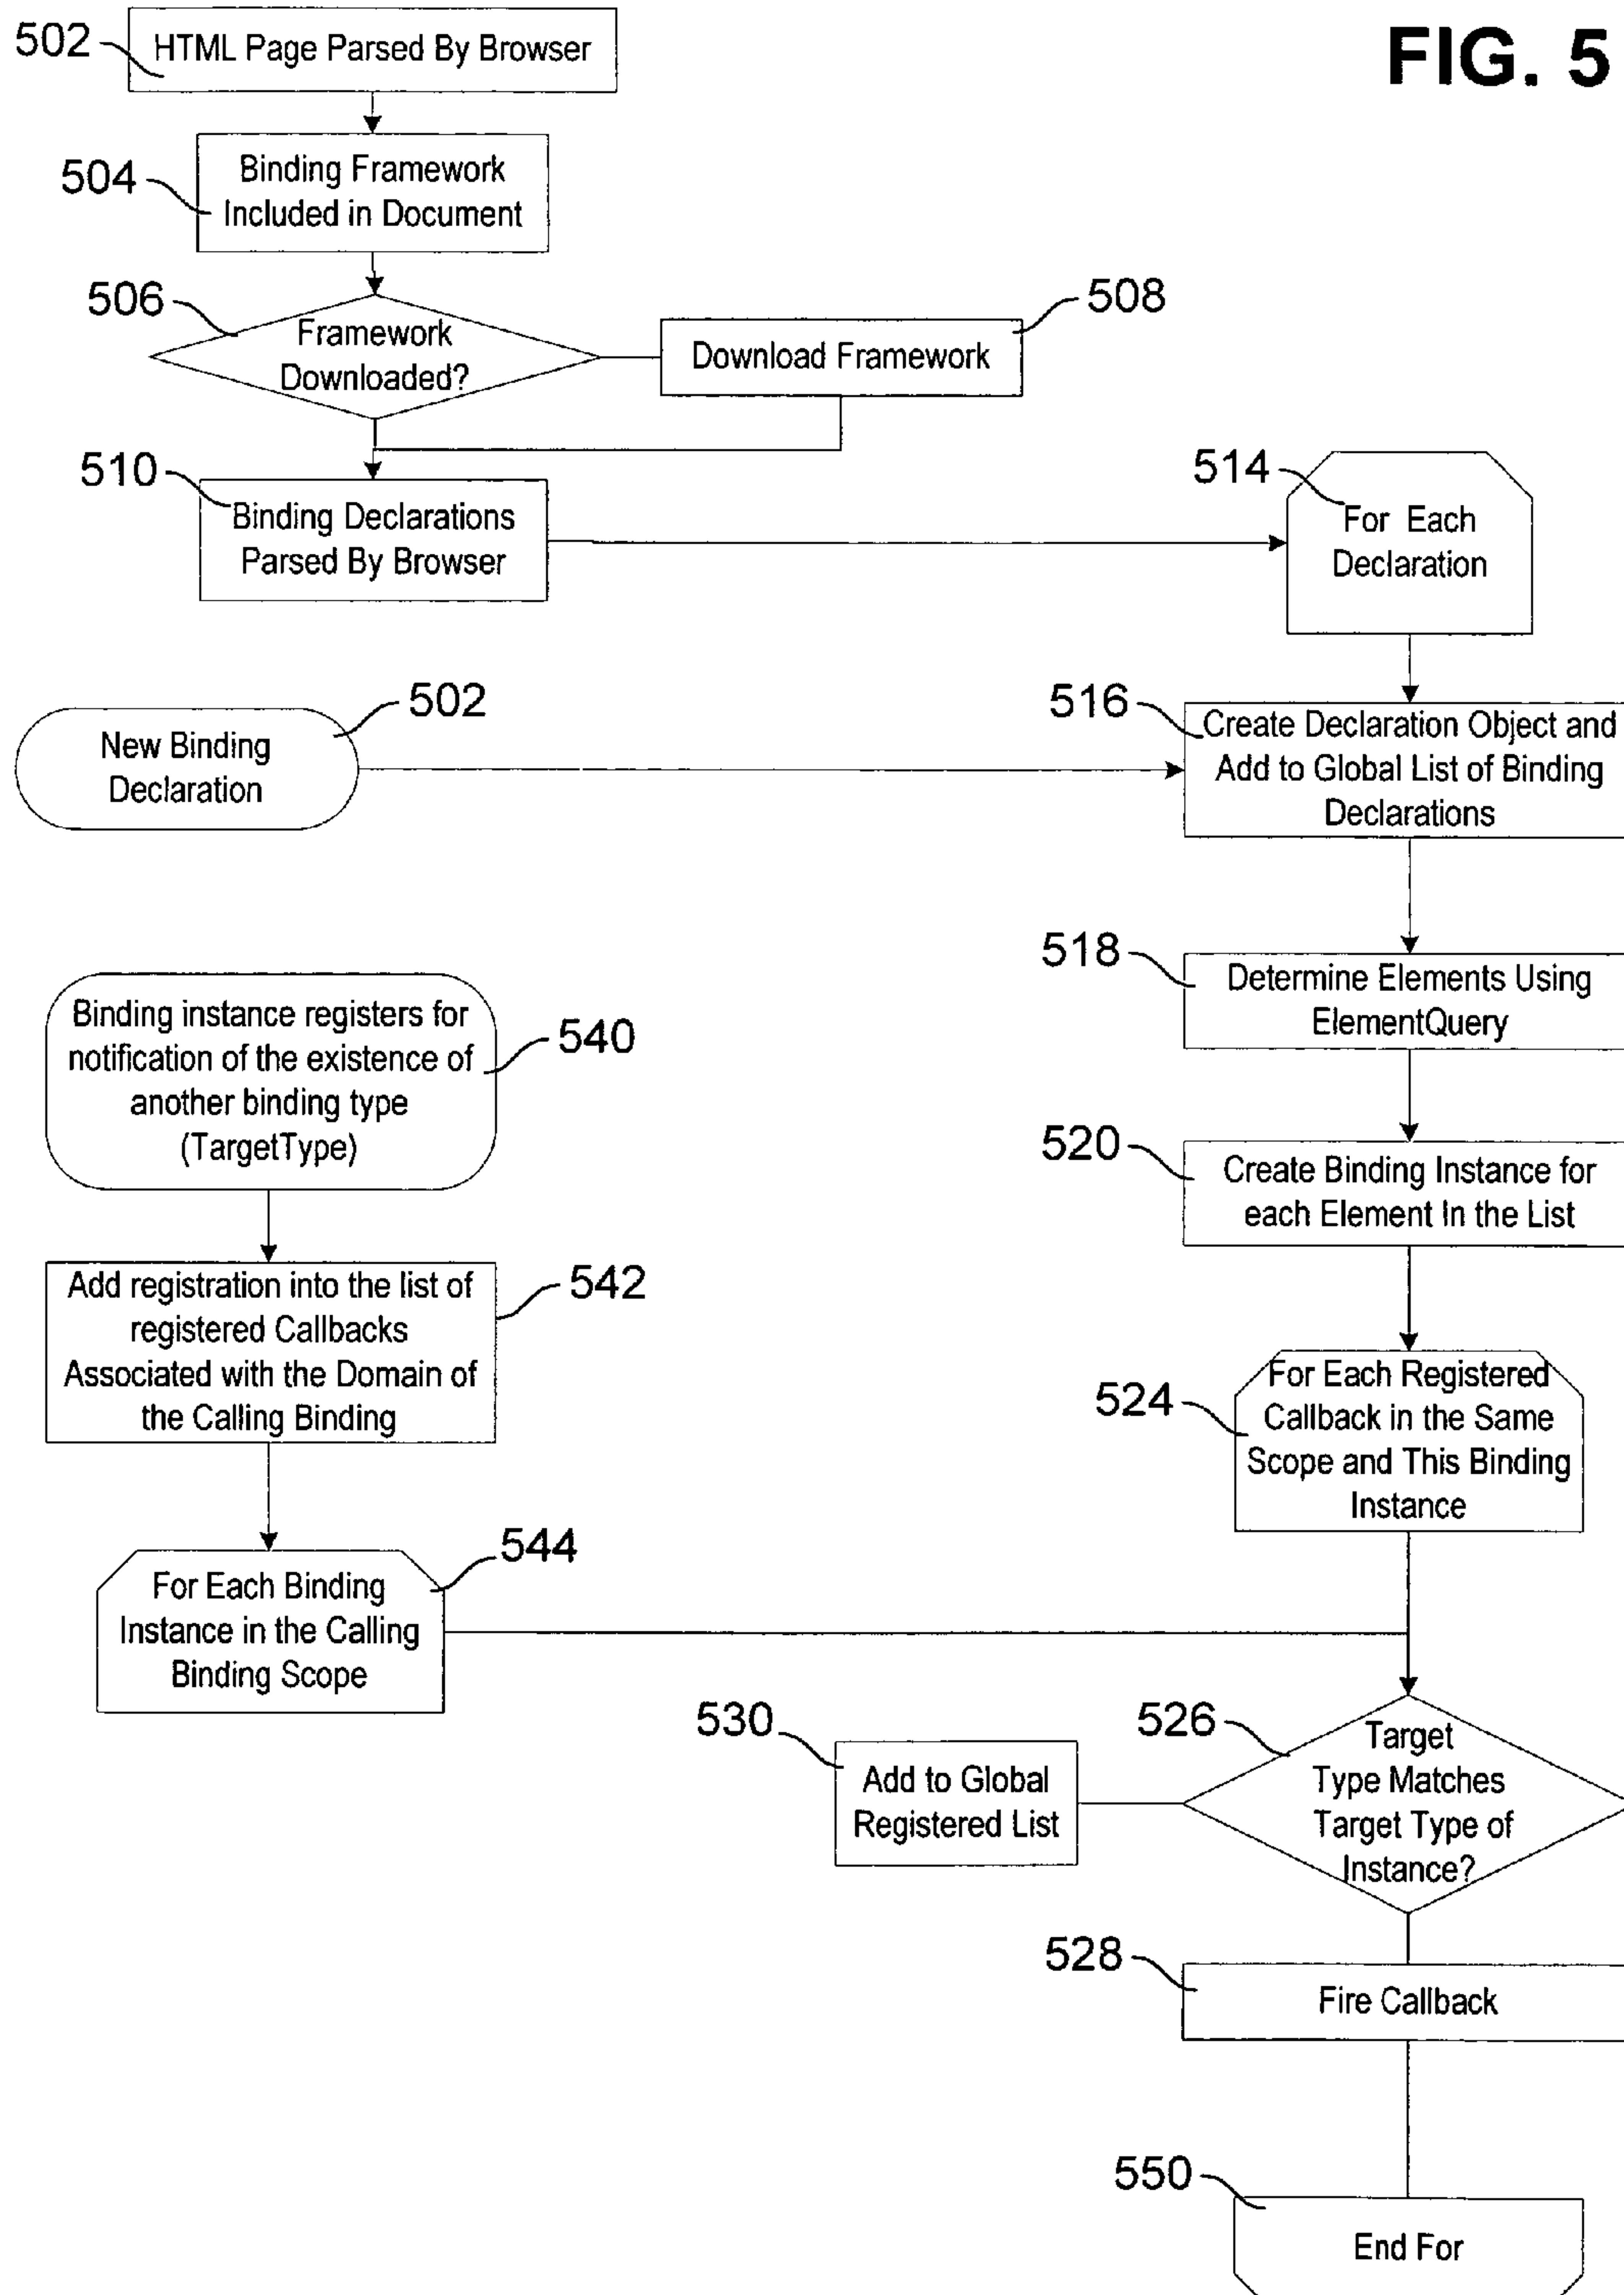 FIG. 5
502
HTML Page Parsed By Browser
504
Binding Framework
Included in Document
506
Framework
Downloaded?
508
Download Framework
510
Binding Declarations
Parsed By Browser
514
For Each
Declaration
502
New Binding
Declaration
516
Create Declaration Object and
Add to Global List of Binding
Declarations
518
Determine Elements Using
ElementQuery
540
Binding instance registers for
notification of the existence of
another binding type
(TargetType)
520
Create Binding Instance for
each Element In the List
542
Add registration into the list of
registered Callbacks
Associated with the Domain of
the Calling Binding
524
For Each Registered
Callback in the Same
Scope and This Binding
Instance
544
For Each Binding
Instance in the Calling
Binding Scope
530
Add to Global
Registered List
526
Target
Type Matches
Target Type of
Instance?
528
Fire Callback
550
End For